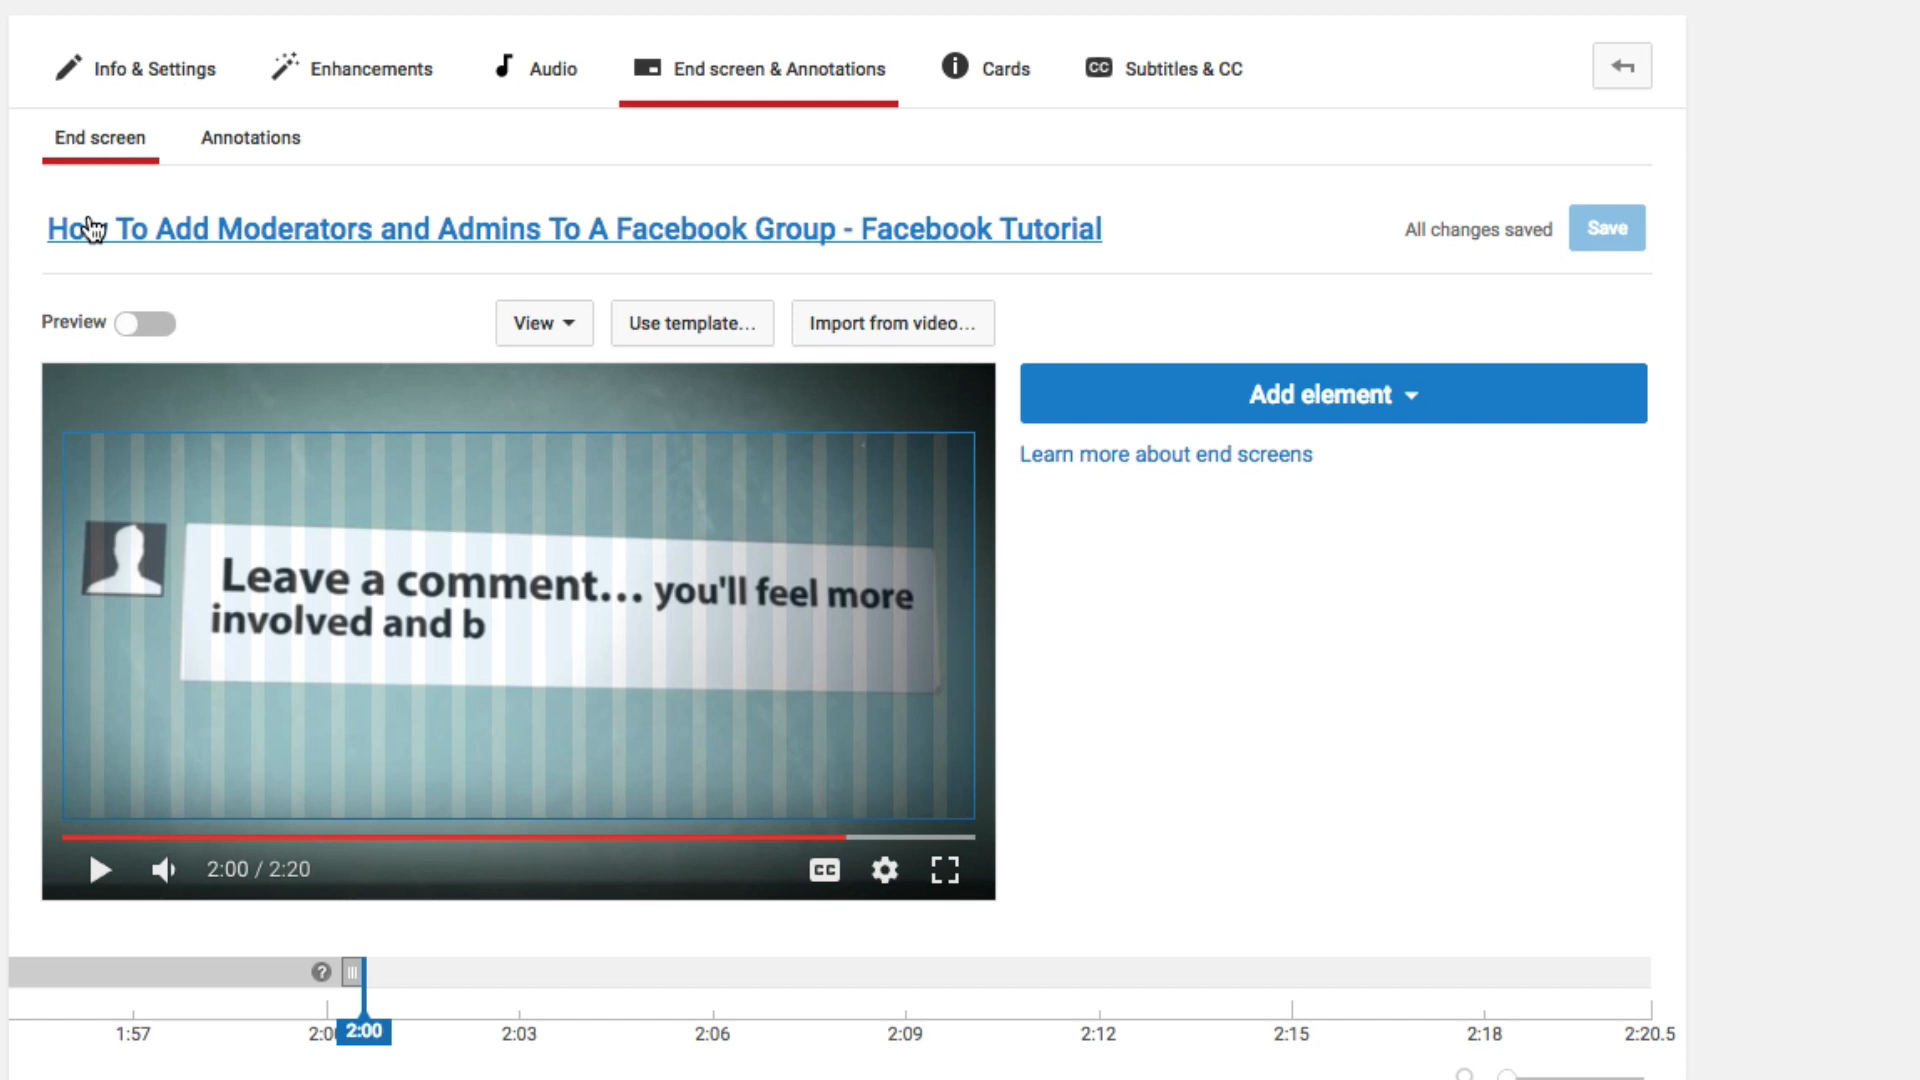 Info & Settings
Enhancements
Audio
End screen & Annotations
Cards
CC Subtitles & CC
End screen
Annotations
To Add Moderators and Admins To A Facebook Group - Facebook Tutorial
All changes saved
Save
Preview
View
Use template...
Import from video...
Add element
Learn more about end screens
Leave a comment... you'll feel more
involved and b
2:00 / 2:20
CC
?
1:57
2:00
2:03
2:06
2:09
2:12
2:15
2:18
2:20.5